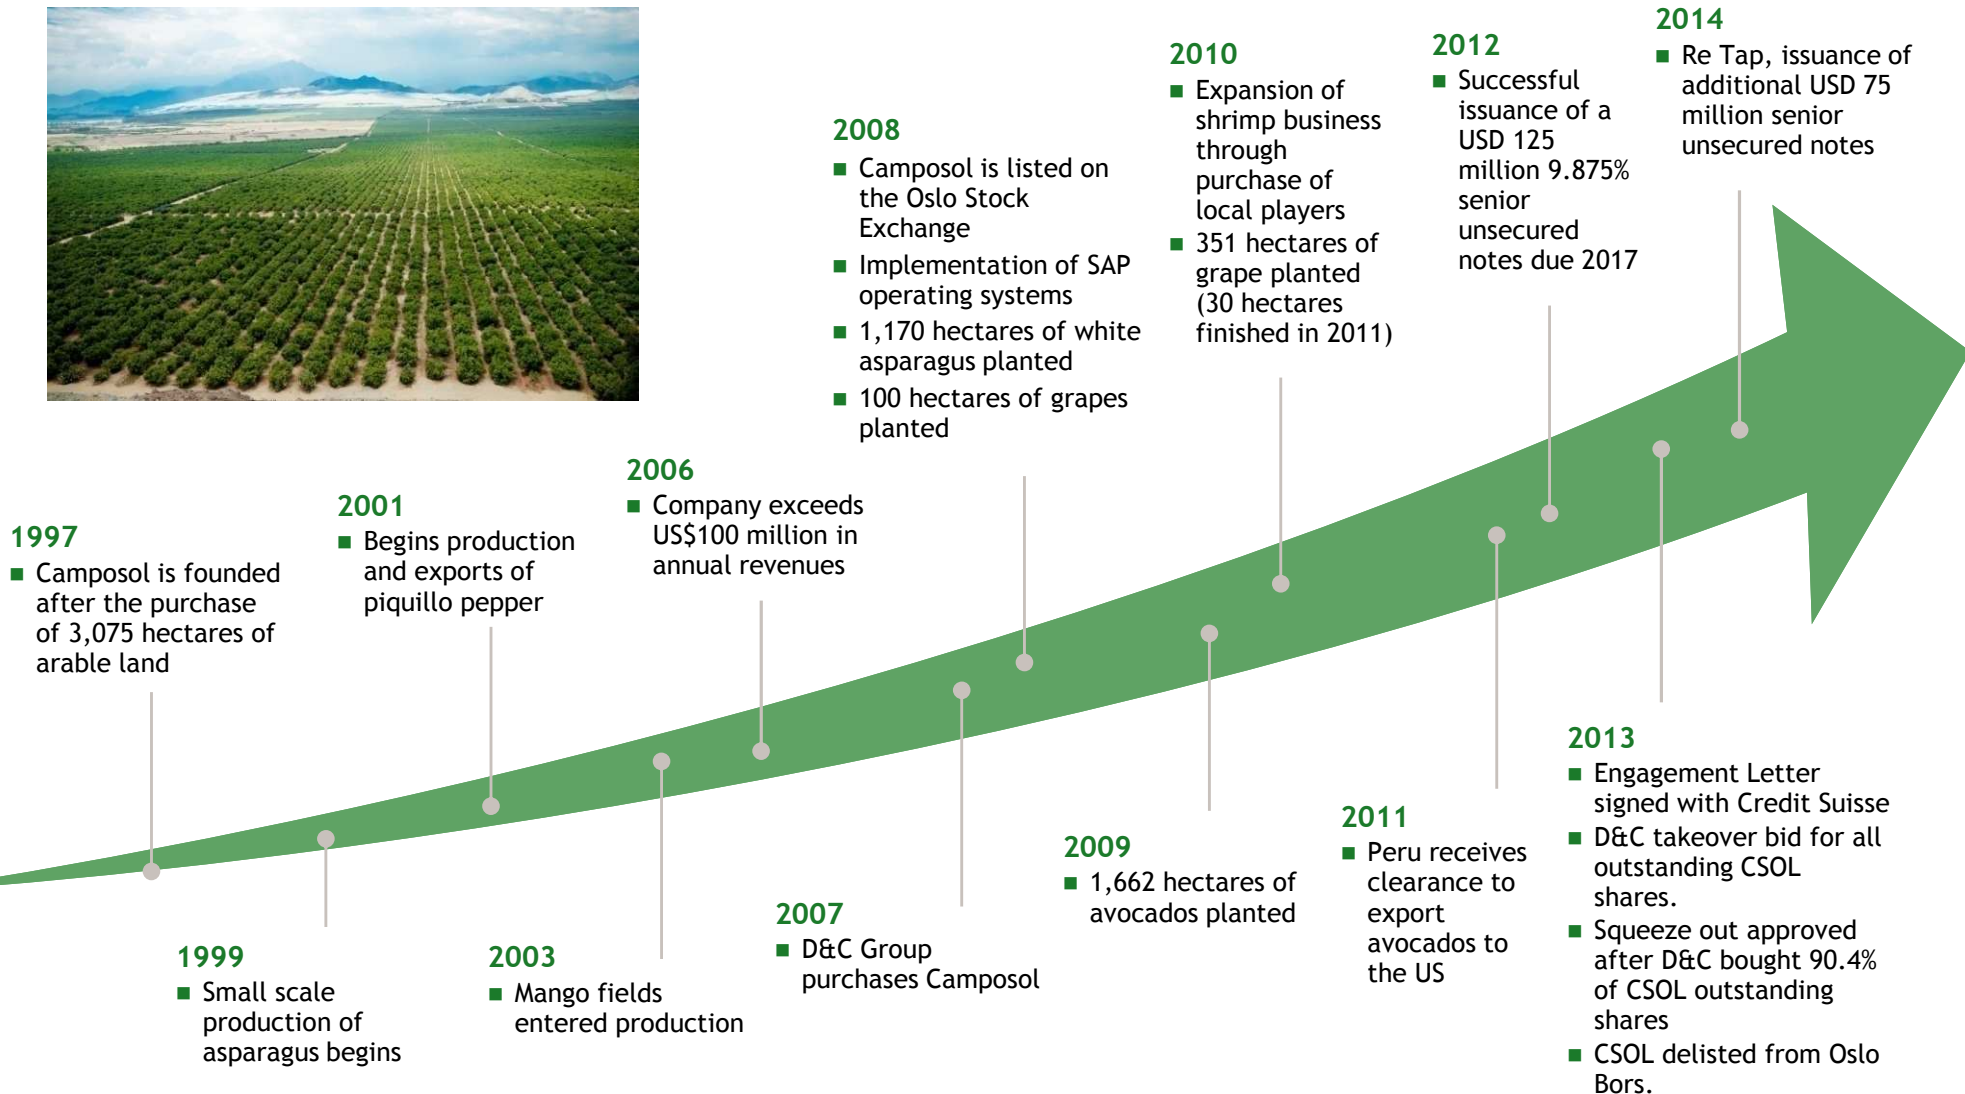 1997
■ Camposol is founded
after the purchase
of 3,075 hectares of
arable land
1999
■ Small scale
production of
asparagus begins
2001
■ Begins production
and exports of
piquillo pepper
2003
■ Mango fields
entered production
2006
■ Company exceeds
US$100 million in
annual revenues
2007
■ D&C Group
purchases Camposol
2008
■ Camposol is listed on
the Oslo Stock
Exchange
■ Implementation of SAP
operating systems
■ 1,170 hectares of white
asparagus planted
■ 100 hectares of grapes
planted
2009
■ 1,662 hectares of
avocados planted
2010
■ Expansion of
shrimp business
through
purchase of
local players
■ 351 hectares of
grape planted
(30 hectares
finished in 2011)
2011
■ Peru receives
clearance to
export
avocados to
the US
2012
■ Successful
issuance of a
USD 125
million 9.875%
senior
unsecured
notes due 2017
2013
■ Engagement Letter
signed with Credit Suisse
■ D&C takeover bid for all
outstanding CSOL
shares.
■ Squeeze out approved
after D&C bought 90.4%
of CSOL outstanding
shares
■ CSOL delisted from Oslo
Bors.
2014
■ Re Tap, issuance of
additional USD 75
million senior
unsecured notes